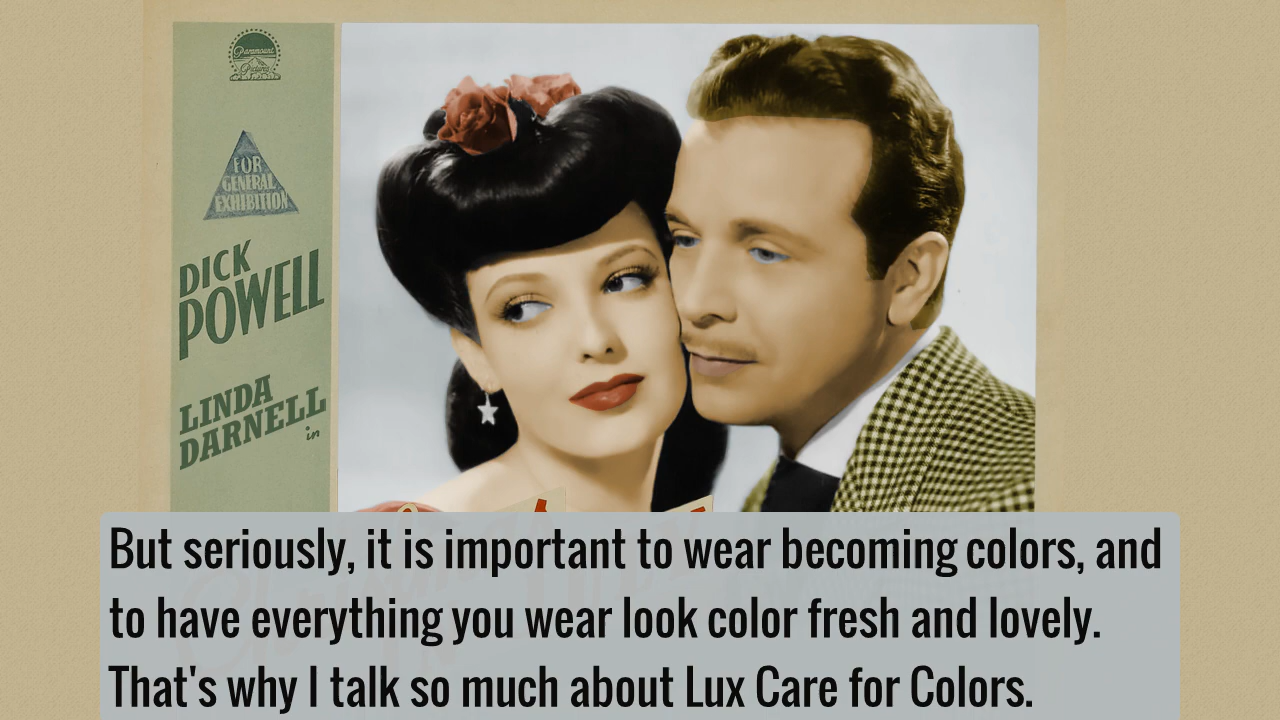 Paramount
Pictures
FOR
GENERAL
EXHIBITION
DICK
POWELL
LINDA
DARNELL
in
But seriously, it is important to wear becoming colors, and
to have everything you wear look color fresh and lovely.
That's why I talk so much about Lux Care for Colors.